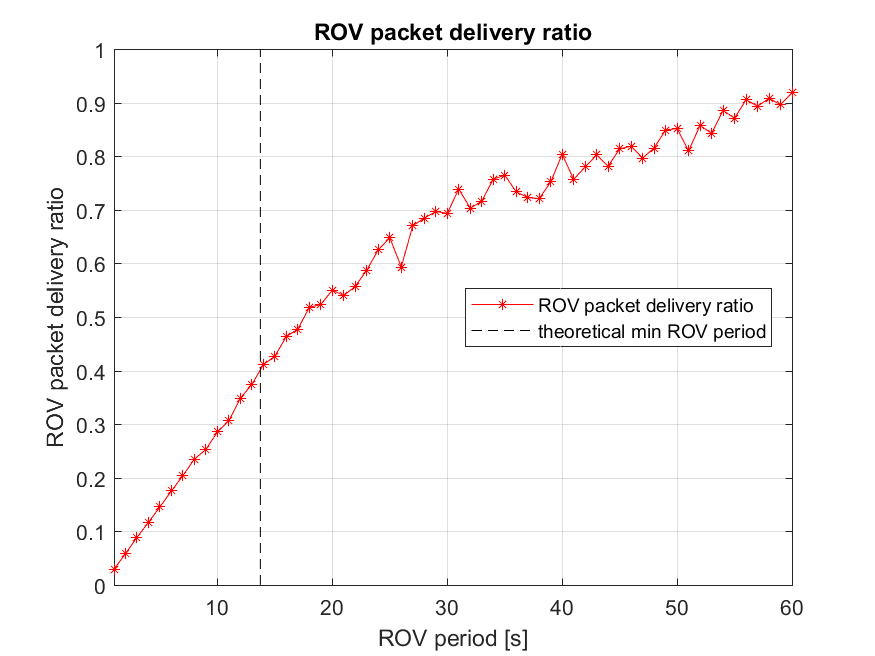 ROV packet delivery ratio
1
0.9
0.8
0.7
0.6
0.5
0.4
0.3
0.2
0.1
0
ROV packet delivery ratio
ROV packet delivery ratio
theoretical min ROV period
10 20 30 40 50 60
ROV period [s]